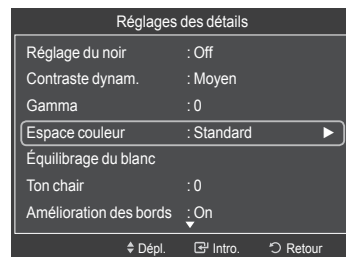 Réglages des détails
Réglage du noir : Off
Contraste dynam. : Moyen
Gamma : 0
Espace couleur : Standard ►
Équilibrage du blanc
Ton chair : 0
Amélioration des bords : On
▼
Dépl. Intro. Retour